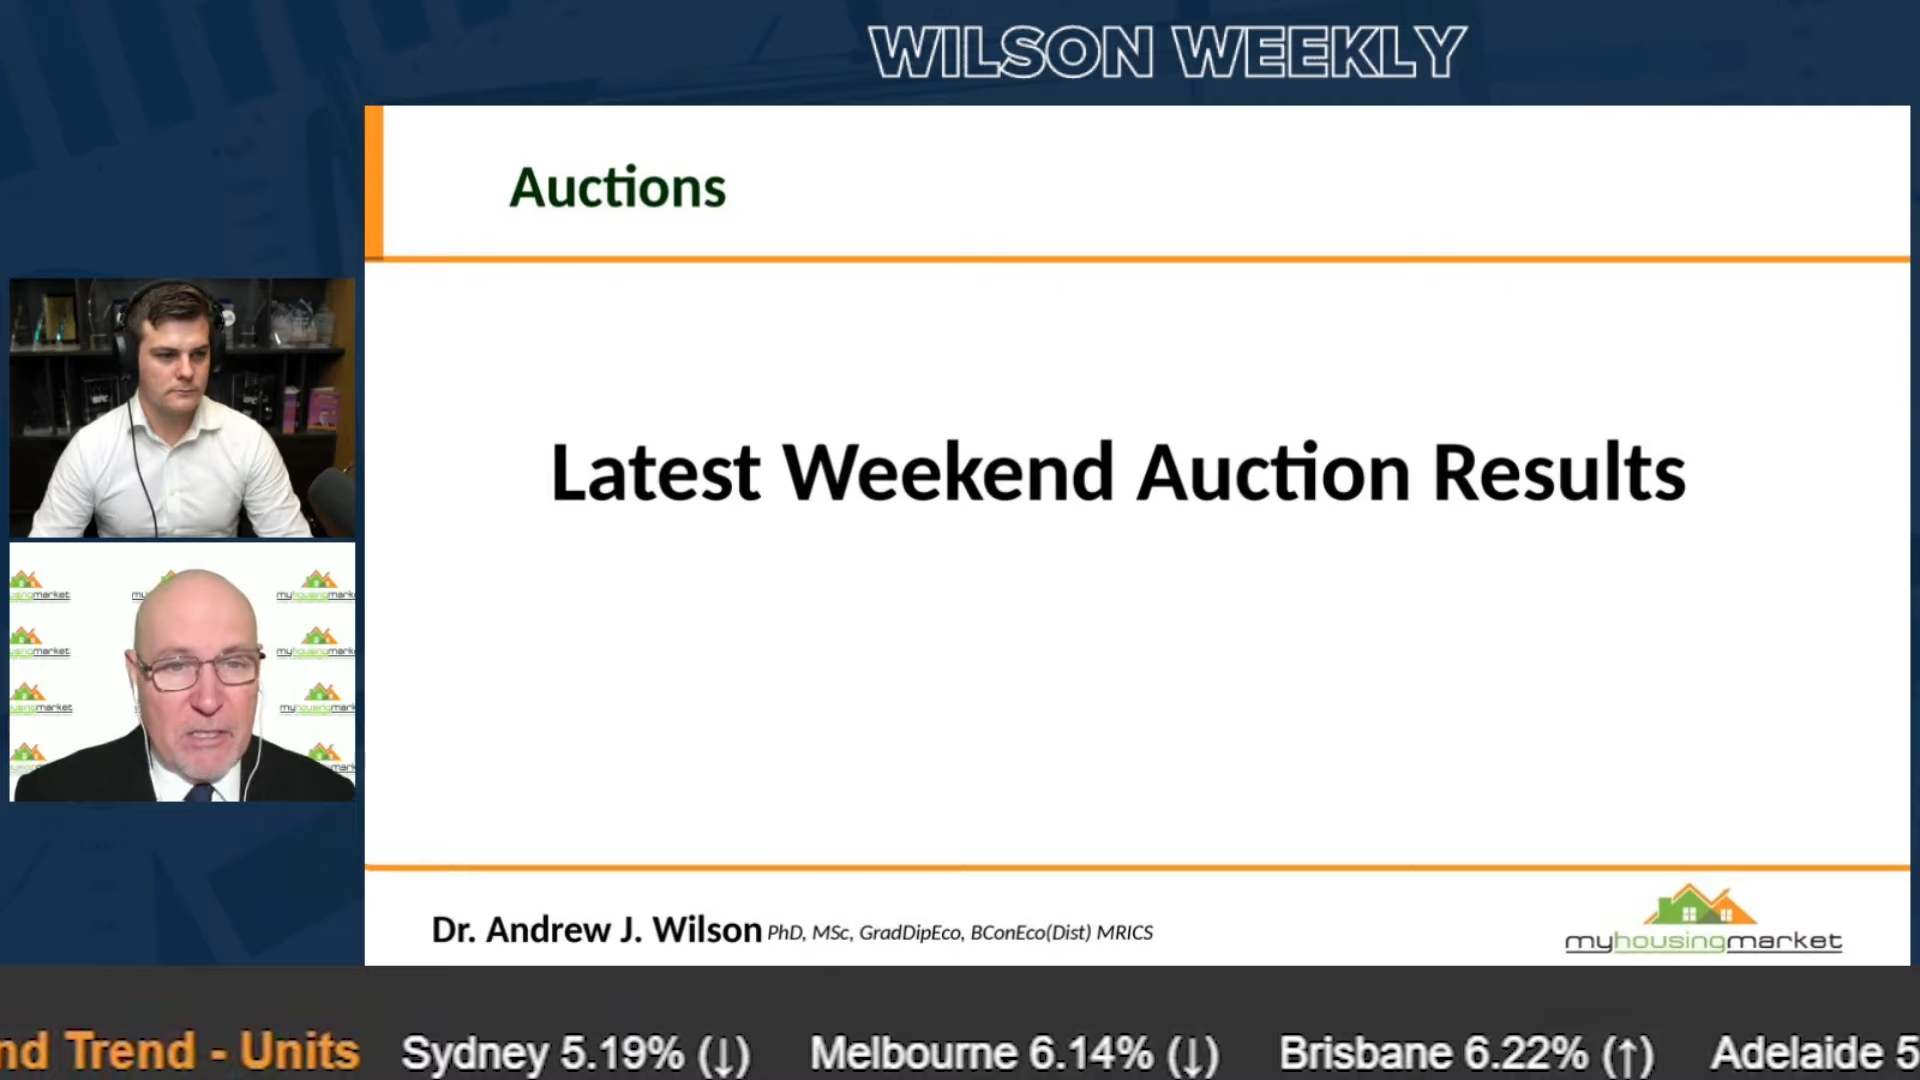 WILSON WEEKLY
Auctions
Latest Weekend Auction Results
Dr. Andrew J. Wilson PhD, MSc, GradDipEco, BConEco(Dist) MRICS
myhousingmarket
nd Trend - Units Sydney 5.19% (↓) Melbourne 6.14% (↓) Brisbane 6.22% (↑) Adelaide 5